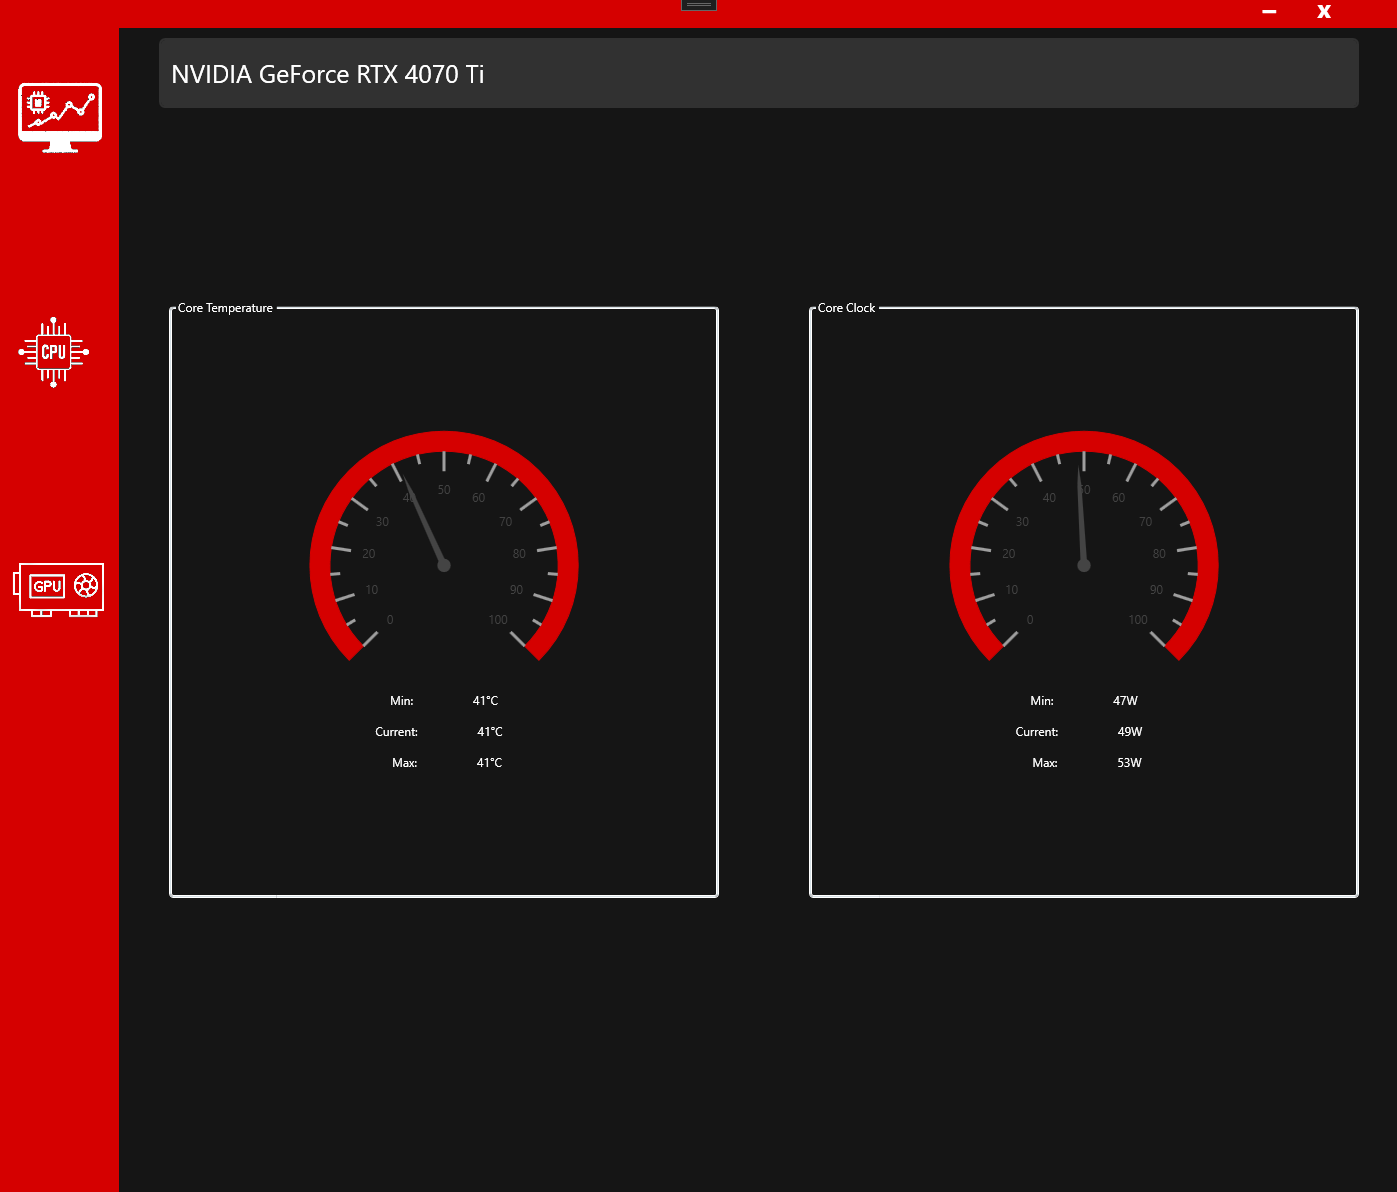 X
NVIDIA GeForce RTX 4070 Ti
CPU
GPU
Core Temperature
0
10
20
30
40
50
60
70
80
90
100
Min: 41°C
Current: 41°C
Max: 41°C
Core Clock
0
10
20
30
40
50
60
70
80
90
100
Min: 47W
Current: 49W
Max: 53W